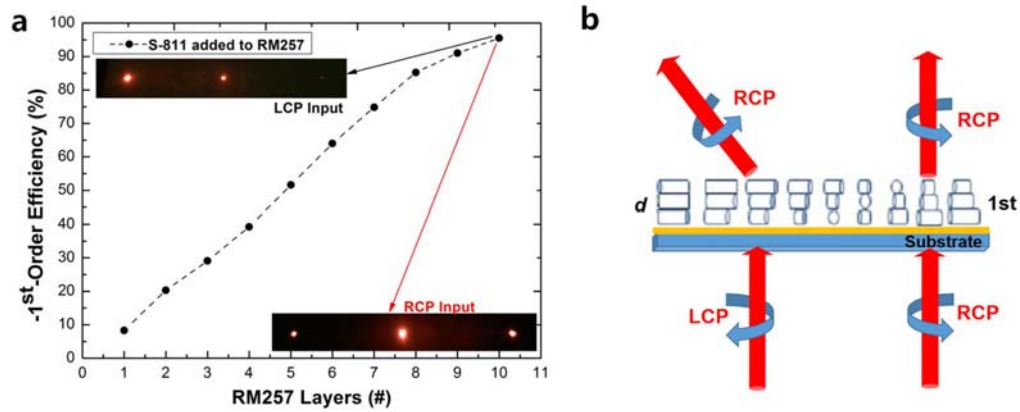 a
-1st-Order Efficiency (%)
100
90
80
70
60
50
40
30
20
10
0
S-811 added to RM257
LCP Input
RCP Input
0 1 2 3 4 5 6 7 8 9 10 11
RM257 Layers (#)
b
RCP
RCP
d
1st
Substrate
LCP
RCP